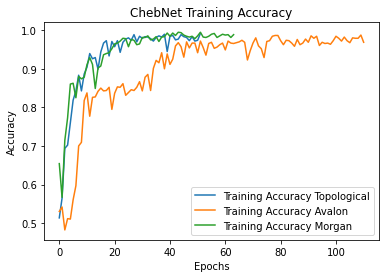 ChebNet Training Accuracy
1.0
0.9
0.8
0.7
0.6
0.5
Accuracy
0 20 40 60 80 100
Epochs
Training Accuracy Topological
Training Accuracy Avalon
Training Accuracy Morgan